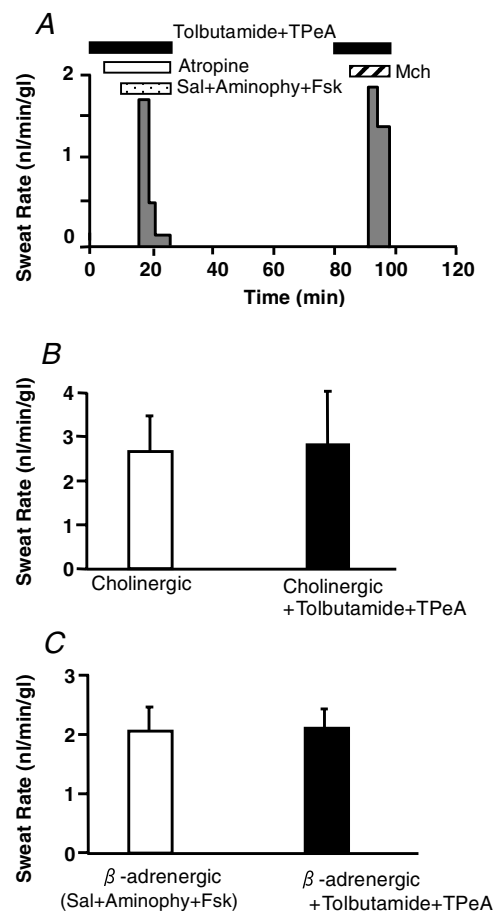 A
Tolbutamide+TPeA
Atropine
Mch
Sal+Aminophy+Fsk
Sweat Rate (nl/min/gl)
2
1
0
0
20
40
60
80
100
120
Time (min)
B
Sweat Rate (nl/min/gl)
4
3
2
1
0
Cholinergic
Cholinergic
+Tolbutamide+TPeA
C
Sweat Rate (nl/min/gl)
3
2
1
0
β -adrenergic
(Sal+Aminophy+Fsk)
β -adrenergic
+Tolbutamide+TPeA